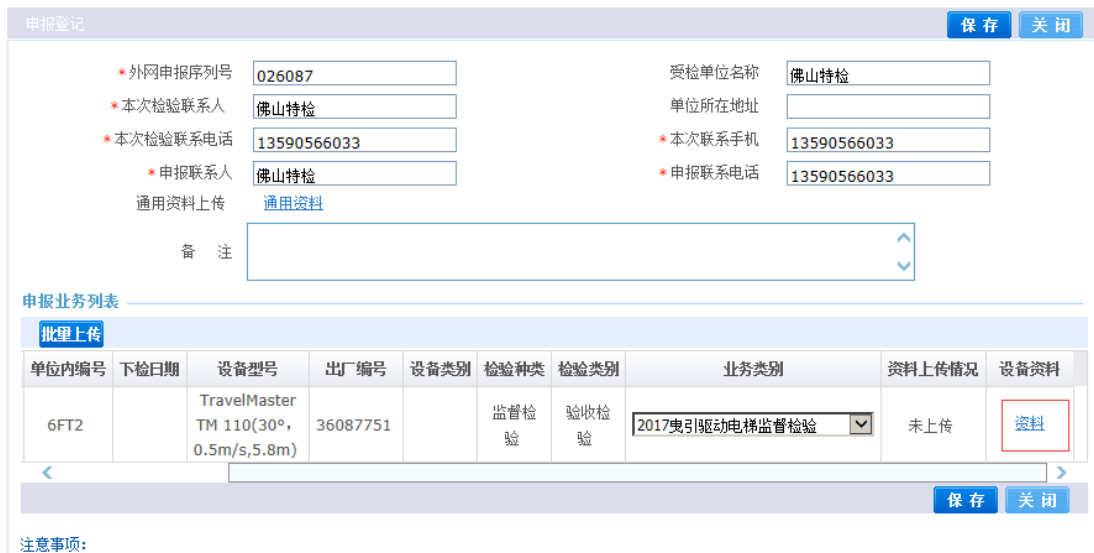 申报登记 保存 关闭
*外网申报序列号 026087 受检单位名称 佛山特检
*本次检验联系人 佛山特检 单位所在地址
*本次检验联系电话 13590566033 *本次联系手机 13590566033
*申报联系人 佛山特检 *申报联系电话 13590566033
通用资料上传 通用资料
备 注
申报业务列表
批里上传
单位内编号 下检日期 设备型号 出厂编号 设备类别 检验种类 检验类别 业务类别 资料上传情况 设备资料
TravelMaster
6FT2 TM 110(30°, 36087751 监督检 验收检 2017曳引驱动电梯监督检验 未上传 资料
0.5m/s,5.8m) 验 验
保存 关闭
注意事项: